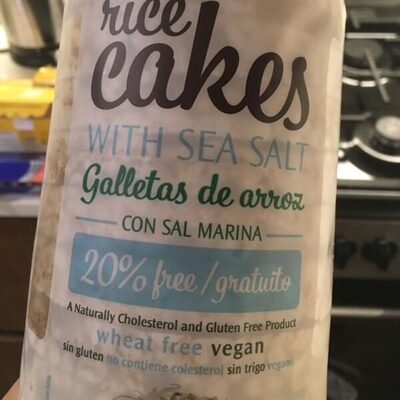 rice
cakes
WITH SEA SALT
Galletas de arroz
CON SAL MARINA
20% free/gratuito
A Naturally Cholesterol and Gluten Free Product
wheat free vegan
sin gluten no contiene colesterol sin trigo vegano